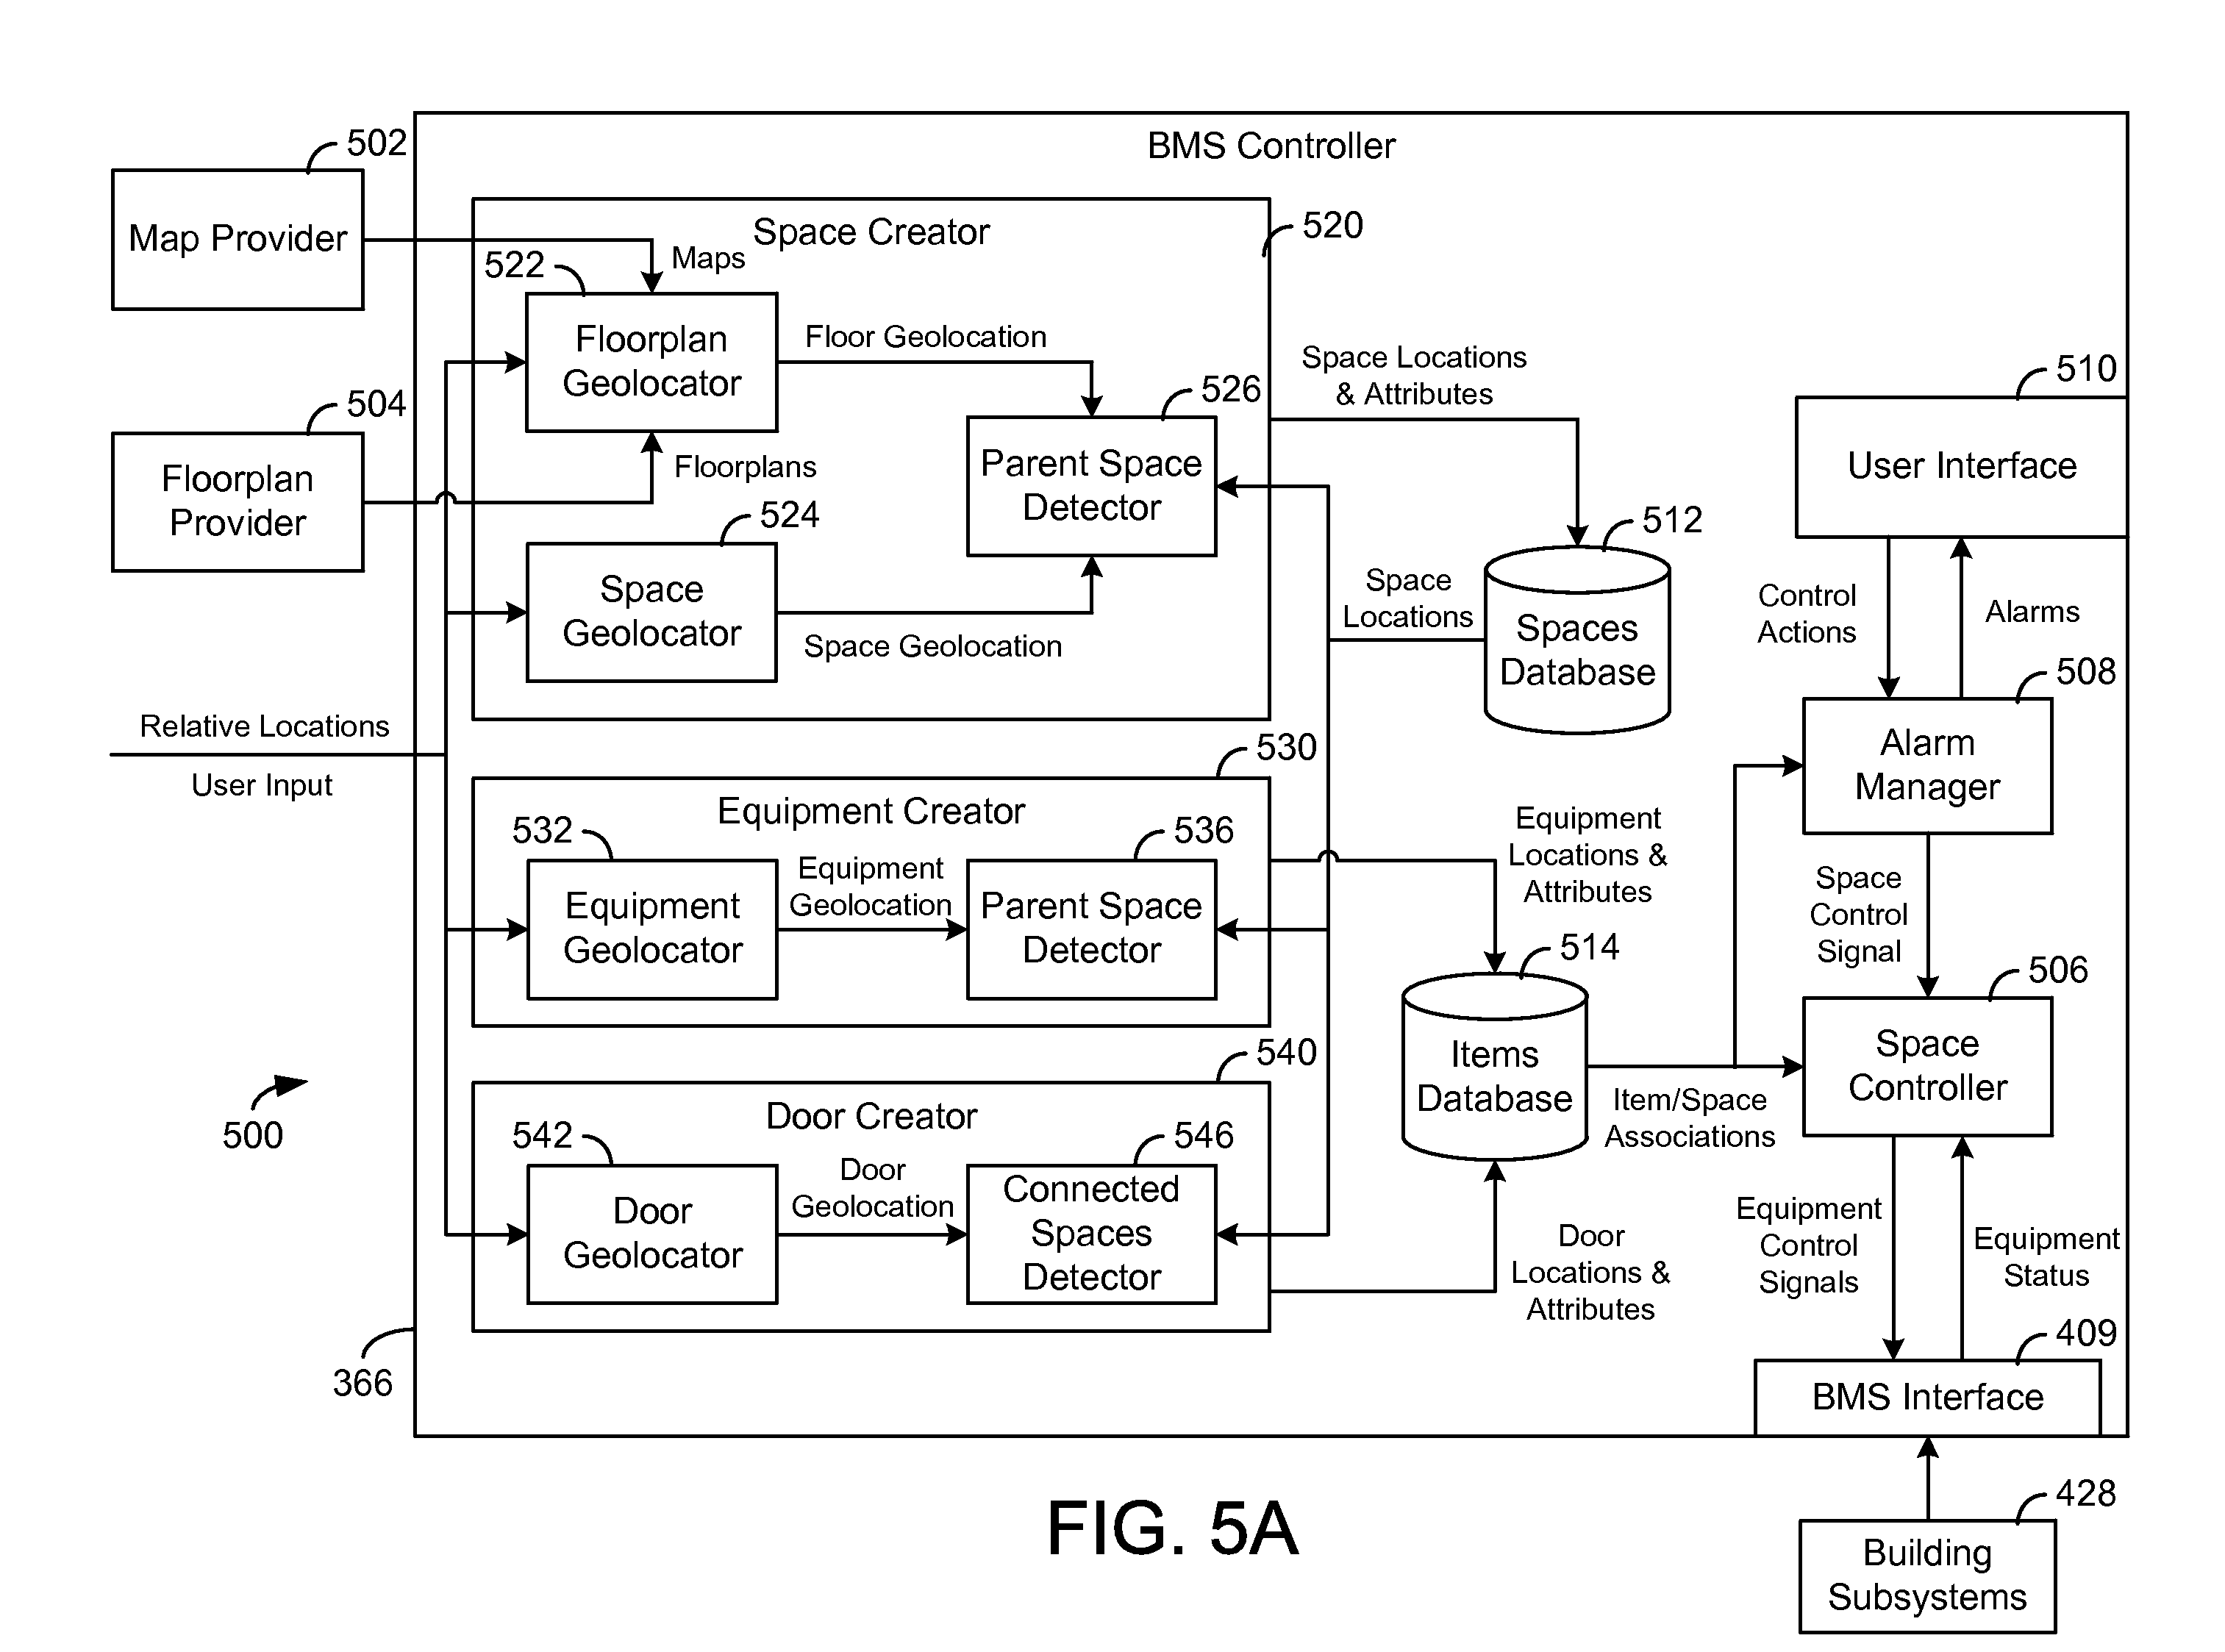 BMS Controller
502
Map Provider
504
Floorplan
Provider
Space Creator
520
522
Maps
Floorplan
Geolocator
Floor Geolocation
Floorplans
526
Parent Space
Detector
524
Space
Geolocator
Space Geolocation
Space Locations
& Attributes
512
Spaces
Database
Space
Locations
510
User Interface
Control
Actions
Alarms
508
Alarm
Manager
Relative Locations
User Input
530
Equipment Creator
532
Equipment
Geolocator
Equipment
Geolocation
536
Parent Space
Detector
Equipment
Locations &
Attributes
514
Items
Database
Space
Control
Signal
506
Space
Controller
Item/Space
Associations
540
Door Creator
542
Door
Geolocator
Door
Geolocation
546
Connected
Spaces
Detector
Door
Locations &
Attributes
Equipment
Control
Signals
Equipment
Status
409
BMS Interface
500
366
428
Building
Subsystems
FIG. 5A